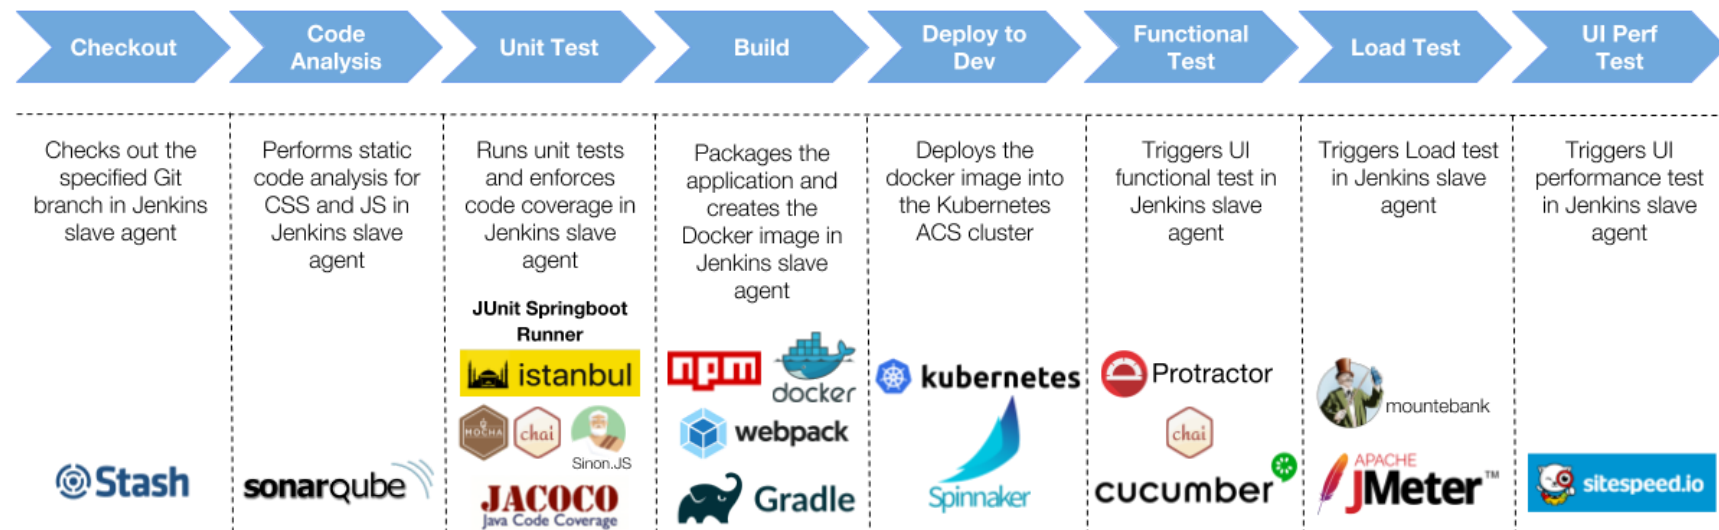 Checkout
Code
Analysis
Unit Test
Build
Deploy to
Dev
Functional
Test
Load Test
UI Perf
Test
Checks out the
specified Git
branch in Jenkins
slave agent
Performs static
code analysis for
CSS and JS in
Jenkins slave
agent
Runs unit tests
and enforces
code coverage in
Jenkins slave
agent
Packages the
application and
creates the
Docker image in
Jenkins slave
agent
Deploys the
docker image into
the Kubernetes
ACS cluster
Triggers UI
functional test in
Jenkins slave
agent
Triggers Load test
in Jenkins slave
agent
Triggers UI
performance test
in Jenkins slave
agent
Stash
sonarqube
JUnit Springboot
Runner
istanbul
MOCHA
chai
Sinon.JS
JACOCO
Java Code Coverage
npm
docker
webpack
Gradle
kubernetes
Spinnaker
Protractor
chai
cucumber
mountebank
APACHE
JMeter™
sitespeed.io